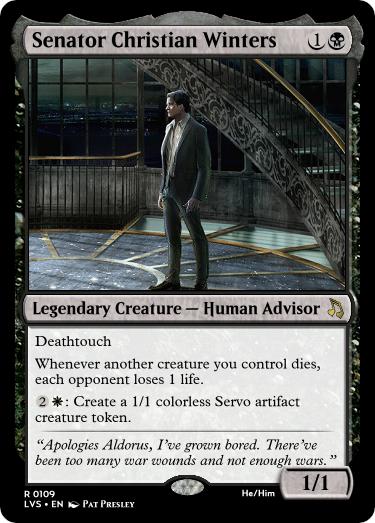 Senator Christian Winters 1
Legendary Creature — Human Advisor
Deathtouch
Whenever another creature you control dies,
each opponent loses 1 life.
2 : Create a 1/1 colorless Servo artifact
creature token.
“Apologies Aldorus, I’ve grown bored. There’ve
been too many war wounds and not enough wars.”
1/1
R 0109
LVS • EN Pat Presley
He/Him